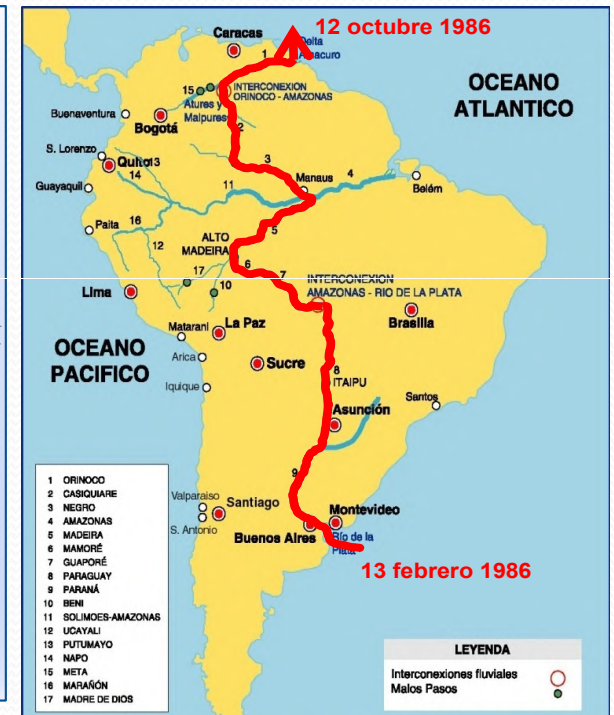 12 octubre 1986
Caracas
1
Delta
Amacuro
OCEANO
ATLANTICO
15
INTERCONEXION
ORINOCO - AMAZONAS
Atures y
Maipures
Buenaventura
Bogotá
2
S. Lorenzo
Quito
13
14
3
Manaus
4
Belém
Guayaquil
11
Paita
16
12
ALTO
MADEIRA
5
6
7
17
10
INTERCONEXION
AMAZONAS - RIO DE LA PLATA
Lima
Brasilia
Matarani
La Paz
OCEANO
PACIFICO
Arica
Sucre
Iquique
8
ITAIPU
Santos
Asunción
9
Valparaiso
Santiago
S. Antonio
Montevideo
Buenos Aires
Río de la
Plata
13 febrero 1986
1 ORINOCO
2 CASIQUIARE
3 NEGRO
4 AMAZONAS
5 MADEIRA
6 MAMORÉ
7 GUAPORÉ
8 PARAGUAY
9 PARANÁ
10 BENI
11 SOLIMOES-AMAZONAS
12 UCAYALI
13 PUTUMAYO
14 NAPO
15 META
16 MARAÑÓN
17 MADRE DE DIOS
LEYENDA
Interconexiones fluviales
Malos Pasos